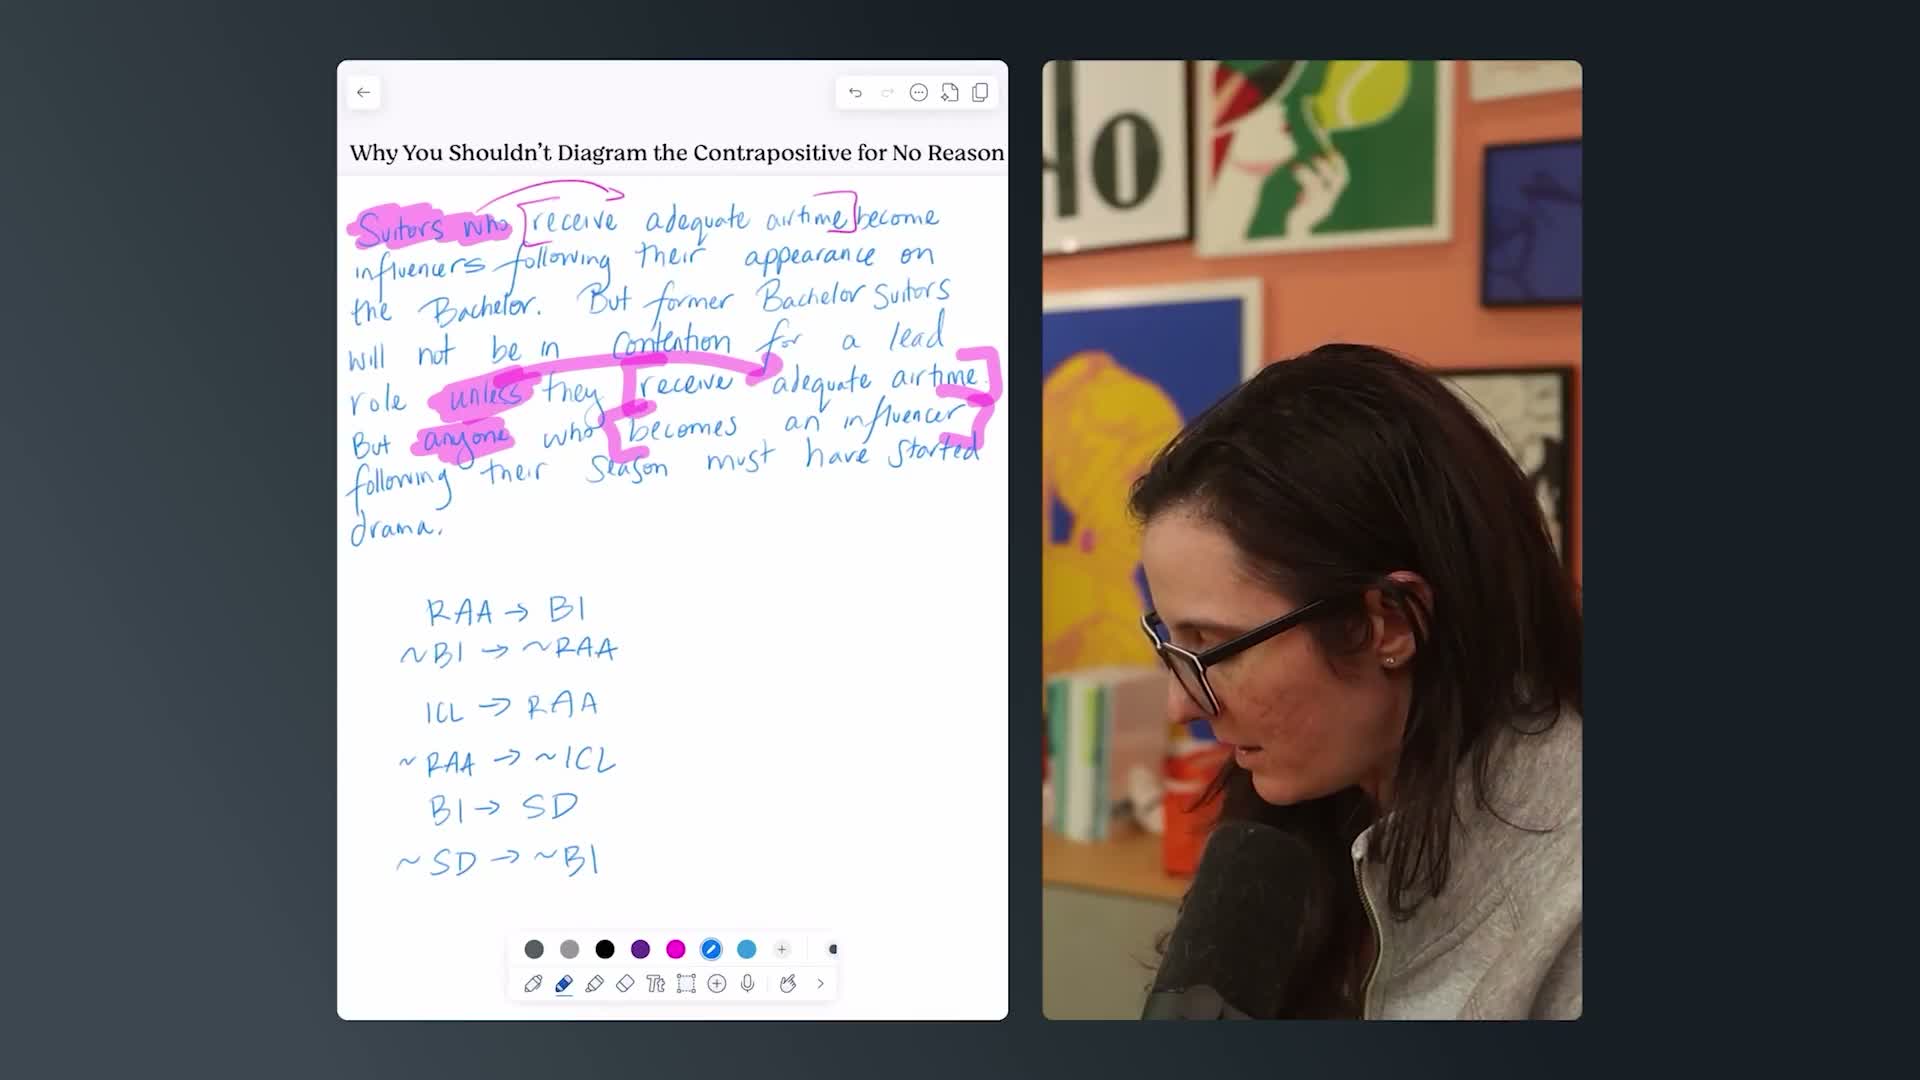 Why You Shouldn't Diagram the Contrapositive for No Reason
Suitors who receive adequate airtime become
influencers following their appearance on
the Bachelor. But former Bachelor suitors
will not be in contention for a lead
role unless they receive adequate airtime.
But anyone who becomes an influencer
following their season must have started
drama.
RAA → BI
~BI → ~RAA
ICL → RAA
~RAA → ~ICL
BI → SD
~SD → ~BI
Tt